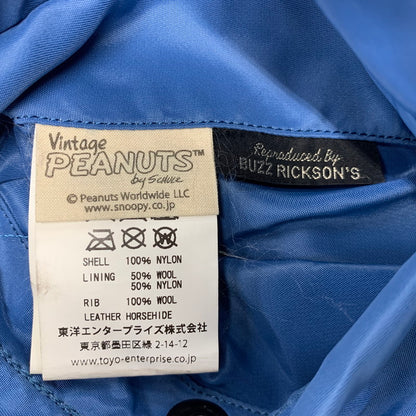 Vintage
PEANUTS™
by SCHULZ
© Peanuts Worldwide LLC
www.snoopy.co.jp
Reproduced By
BUZZ RICKSON'S
SHELL 100% NYLON
LINING 50% WOOL
50% NYLON
RIB 100% WOOL
LEATHER HORSEHIDE
東洋エンタープライズ株式会社
東京都墨田区 2-14-12
www.toyo-enterprise.co.jp